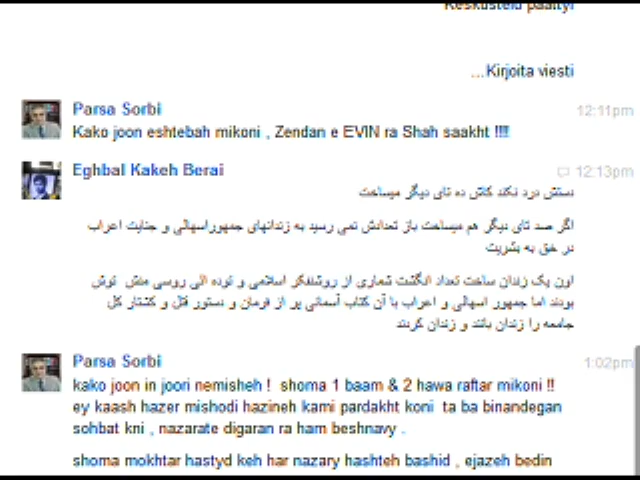 Keskustelu päättyi
...Kirjoita viesti
Parsa Sorbi
12:11pm
Kako joon eshtebah mikoni , Zendan e EVIN ra Shah saakht !!!!
Eghbal Kakeh Berai
12:13pm
دستش درد نکند کاش ده تای دیگر میساخت
اگر صد تای دیگر هم میساخت باز تعدادش نمی رسید به زندانهای جمهوراسهالی و جنایت اعراب
در حق به بشریت
اون یک زندان ساخت تعداد انگشت شماری از روشنفکر اسلامی و توده الی روسی منش توش
بودند اما جمهور اسهالی و اعراب با آن کتاب آسمانی پر از فرمان و دستور قتل و کشتار کل
جامعه را زندان باند و زندان کردند
Parsa Sorbi
1:02pm
kako joon in joori nemisheh ! shoma 1 baam & 2 hawa raftar mikoni !!
ey kaash hazer mishodi hazineh kami pardakht koni ta ba binandegan
sohbat kni , nazarate digaran ra ham beshnavy .
shoma mokhtar hastyd keh har nazary hashteh bashid , ejazeh bedin